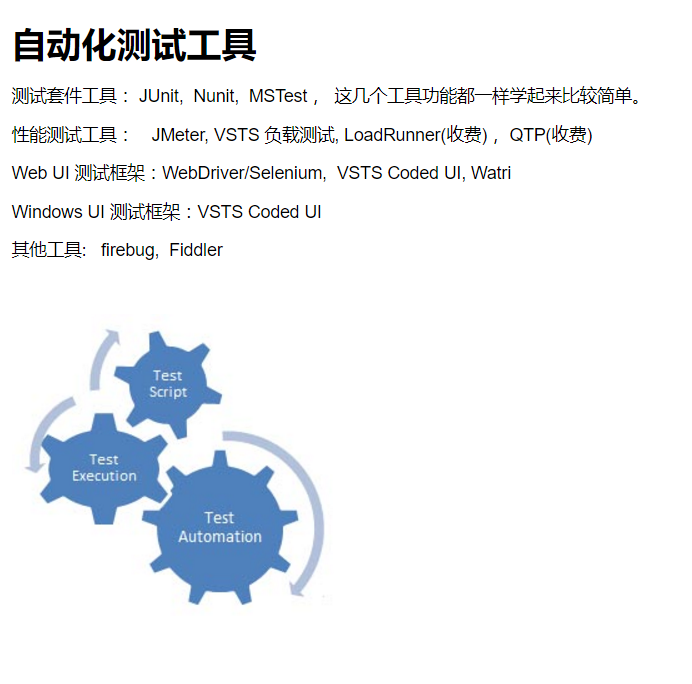 自动化测试工具
测试套件工具： JUnit,  Nunit,  MSTest ， 这几个工具功能都一样学起来比较简单。
性能测试工具：   JMeter, VSTS 负载测试, LoadRunner(收费) ，QTP(收费)
Web UI 测试框架：WebDriver/Selenium,  VSTS Coded UI, Watri
Windows UI 测试框架：VSTS Coded UI
其他工具:   firebug,  Fiddler
Test
Script
Test
Execution
Test
Automation